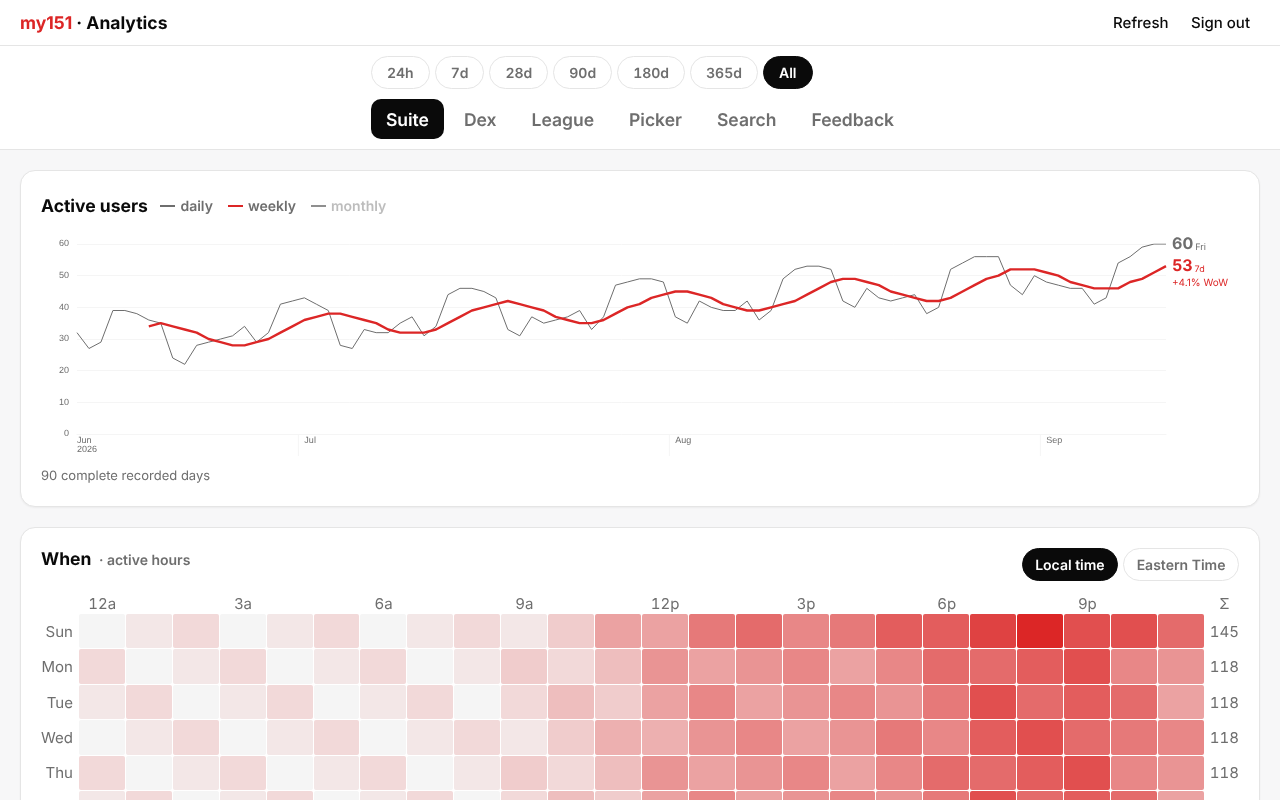 my151 · Analytics
Refresh Sign out
24h 7d 28d 90d 180d 365d All
Suite Dex League Picker Search Feedback
Active users daily weekly monthly
60
50
40
30
20
10
0
60 Fri
53 7d
+4.1% WoW
Jun Jul Aug Sep
2026
90 complete recorded days
When · active hours
Local time Eastern Time
12a 3a 6a 9a 12p 3p 6p 9p Σ
Sun 145
Mon 118
Tue 118
Wed 118
Thu 118